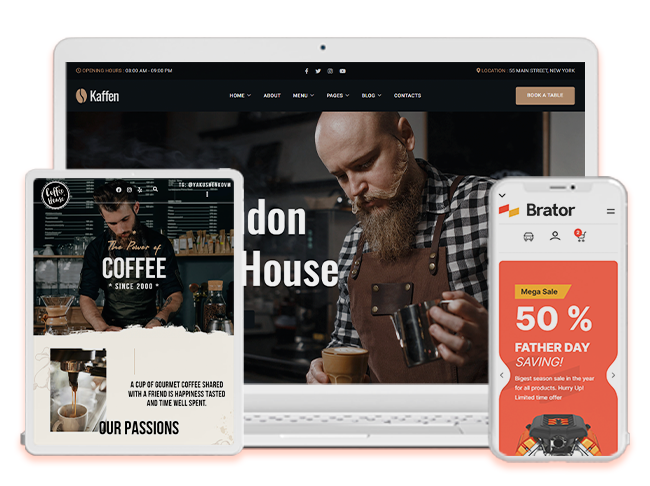 OPENING HOURS : 08:00 AM - 09:00 PM
LOCATION : 55 MAIN STREET, NEW YORK
Kaffen
HOME
ABOUT
MENU
PAGES
BLOG
CONTACTS
BOOK A TABLE
don
House
Coffee
House
TG: @YAKUSHENKOVM
The Power of
COFFEE
* SINCE 2000 *
A CUP OF GOURMET COFFEE SHARED
WITH A FRIEND IS HAPPINESS TASTED
AND TIME WELL SPENT.
OUR PASSIONS
Brator
Mega Sale
50 %
FATHER DAY
SAVING!
Bigest season sale in the year
for all products. Hurry Up!
Limited time offer